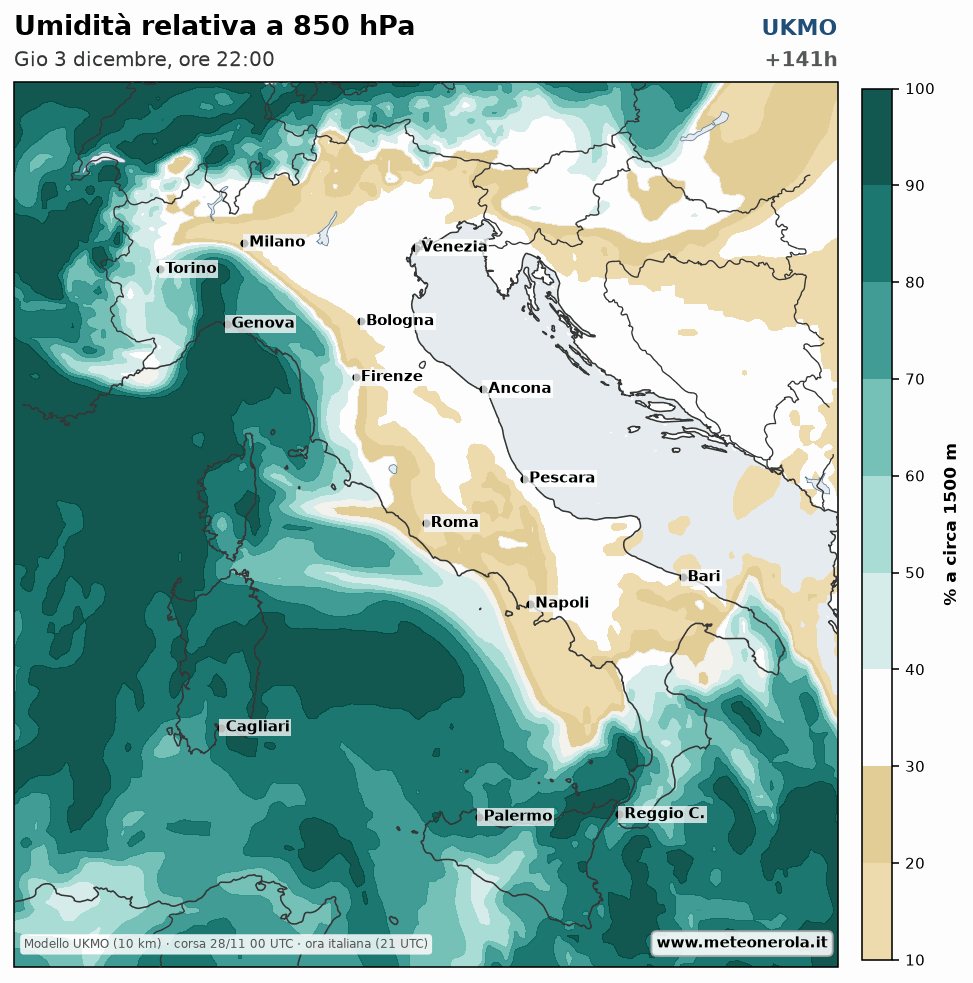 Umidità relativa a 850 hPa
UKMO
Gio 3 dicembre, ore 22:00
+141h
100
90
80
70
60
50
40
30
20
10
% a circa 1500 m
Milano
Venezia
Torino
Genova
Bologna
Firenze
Ancona
Pescara
Roma
Bari
Napoli
Cagliari
Palermo
Reggio C.
Modello UKMO (10 km) · corsa 28/11 00 UTC · ora italiana (21 UTC)
www.meteonerola.it